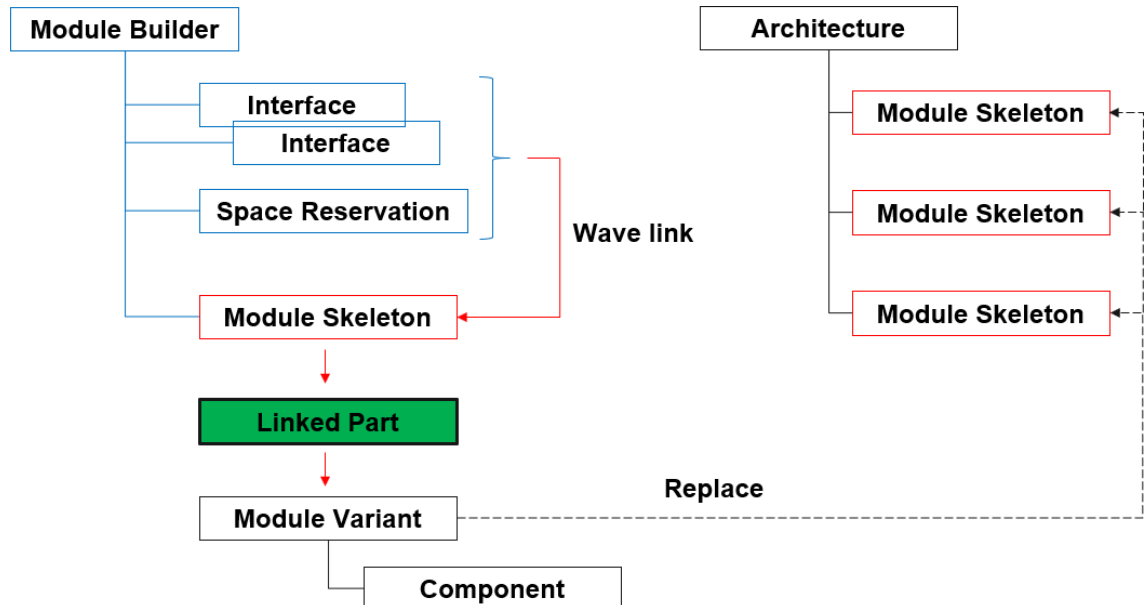 Module Builder
Interface
Interface
Space Reservation
Wave link
Module Skeleton
Linked Part
Module Variant
Component
Replace
Architecture
Module Skeleton
Module Skeleton
Module Skeleton